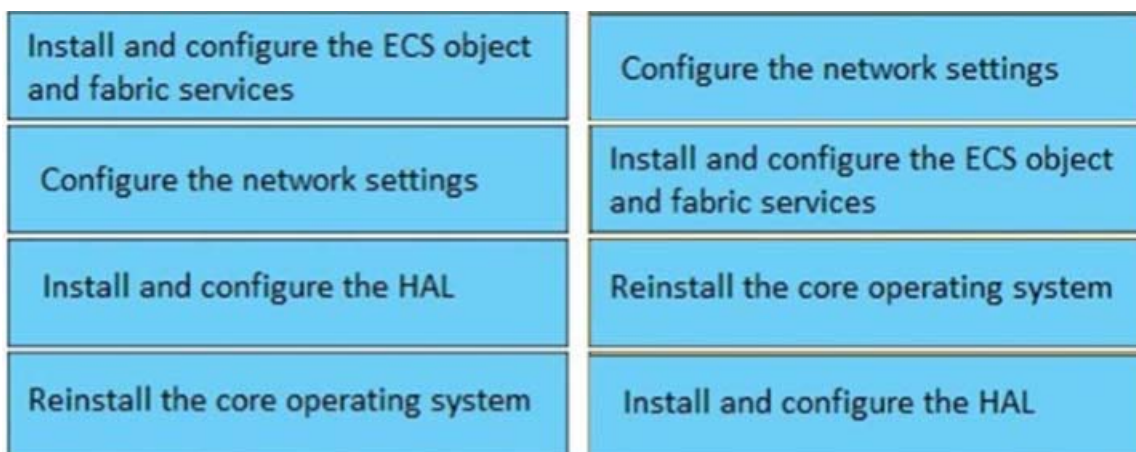 Install and configure the ECS object
and fabric services
Configure the network settings
Install and configure the HAL
Reinstall the core operating system
Configure the network settings
Install and configure the ECS object
and fabric services
Reinstall the core operating system
Install and configure the HAL